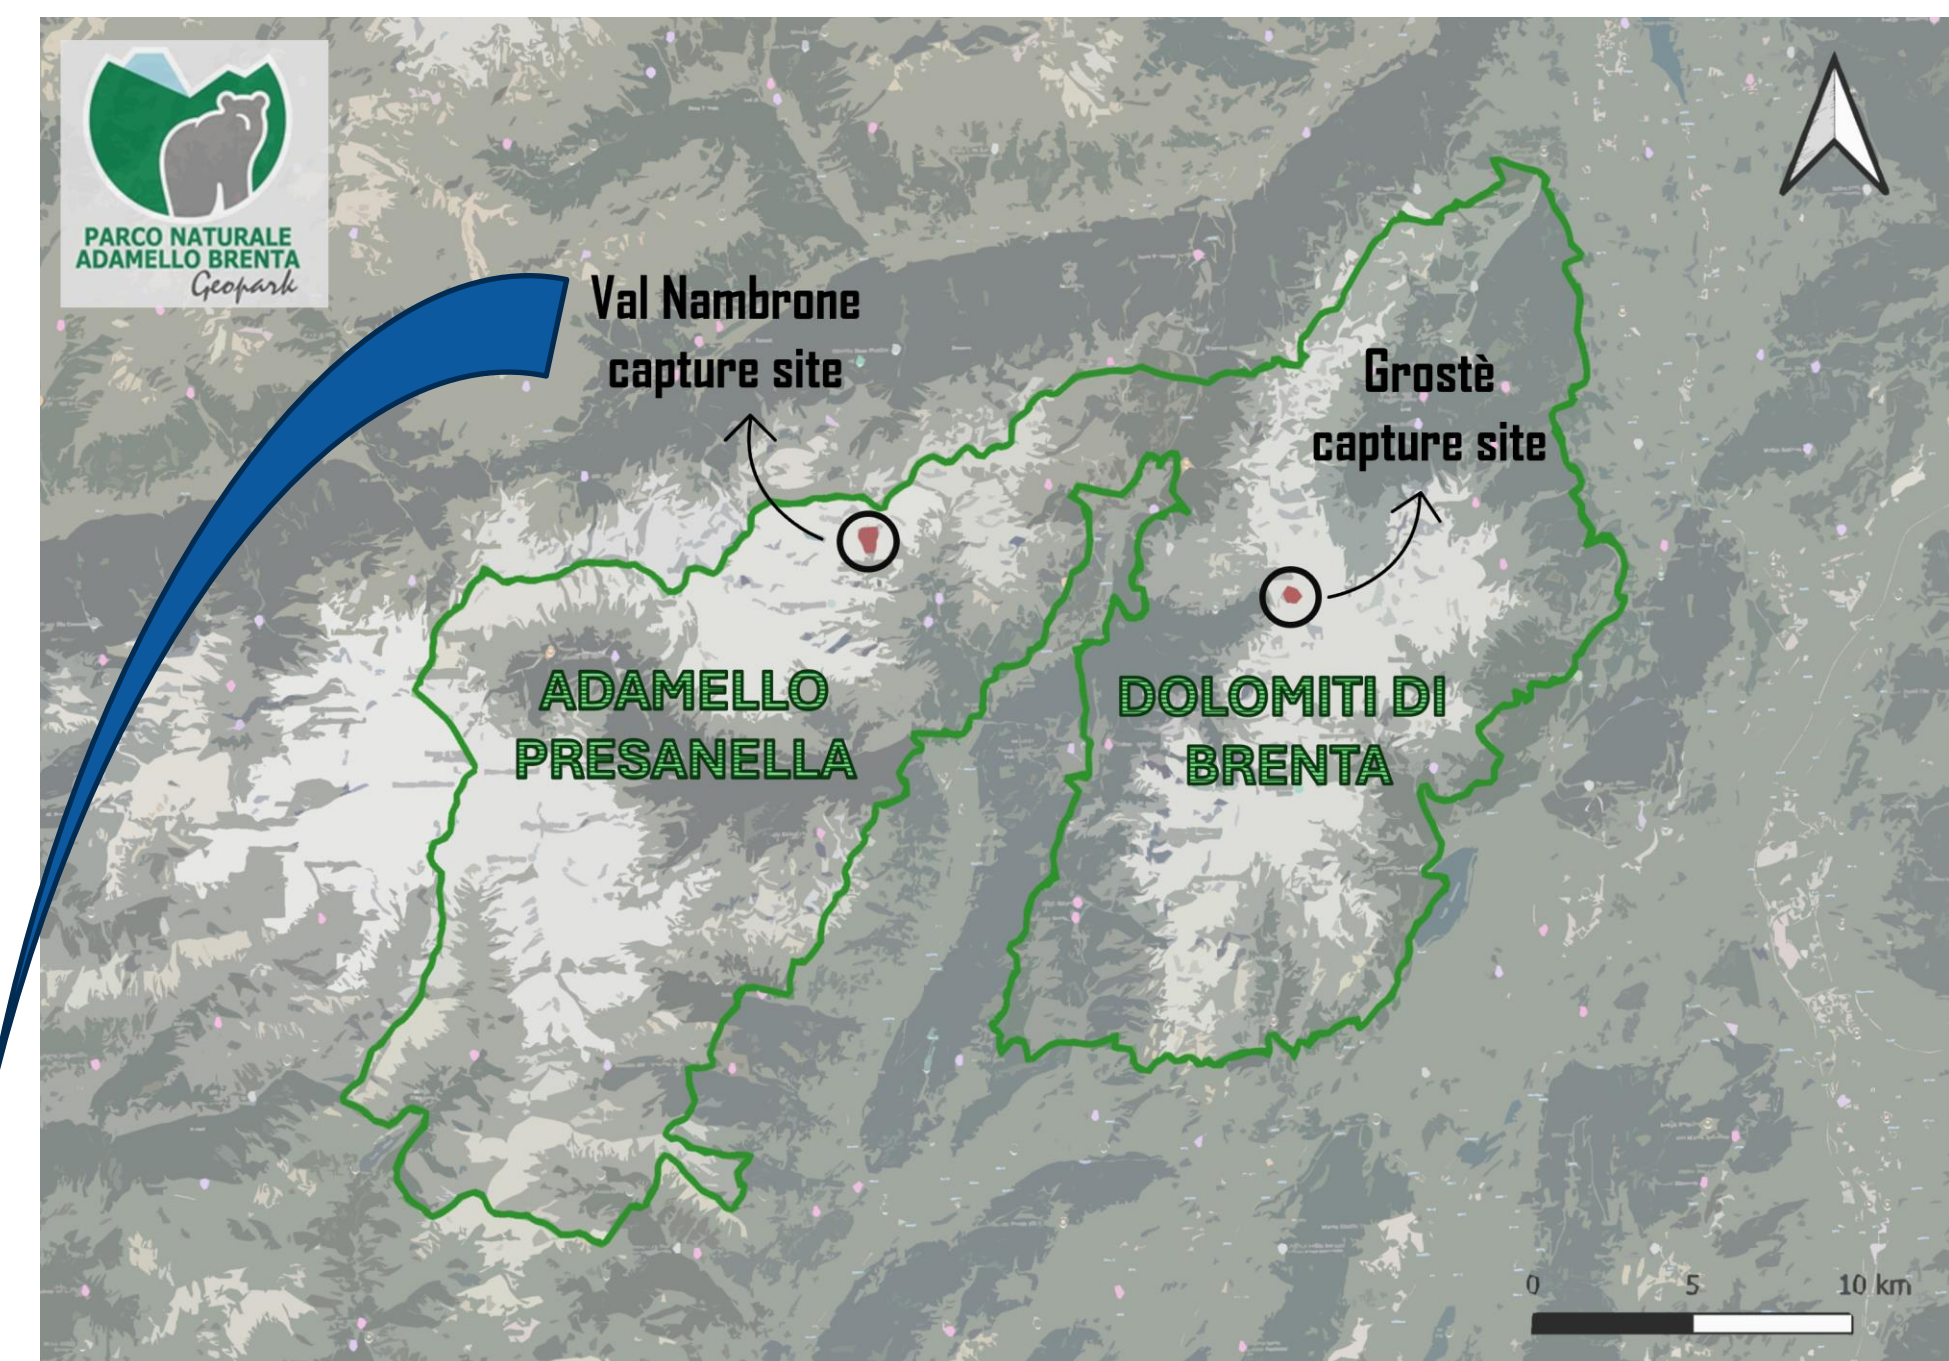 PARCO NATURALE
ADAMELLO BRENTA
Geopark
Val Nambrone
capture site
Grostè
capture site
ADAMELLO
PRESANELLA
DOLOMITI DI
BRENTA
0 5 10 km